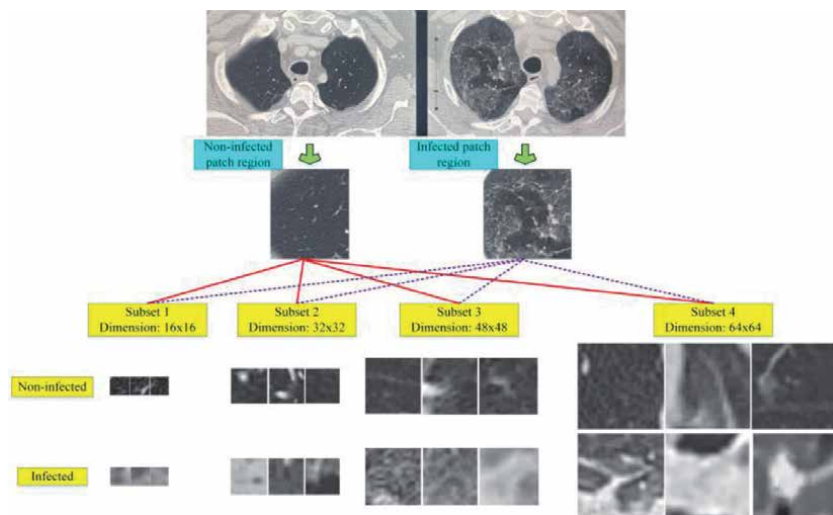 Non-infected
patch region
Infected patch
region
Subset 1
Dimension: 16x16
Subset 2
Dimension: 32x32
Subset 3
Dimension: 48x48
Subset 4
Dimension: 64x64
Non-infected
Infected